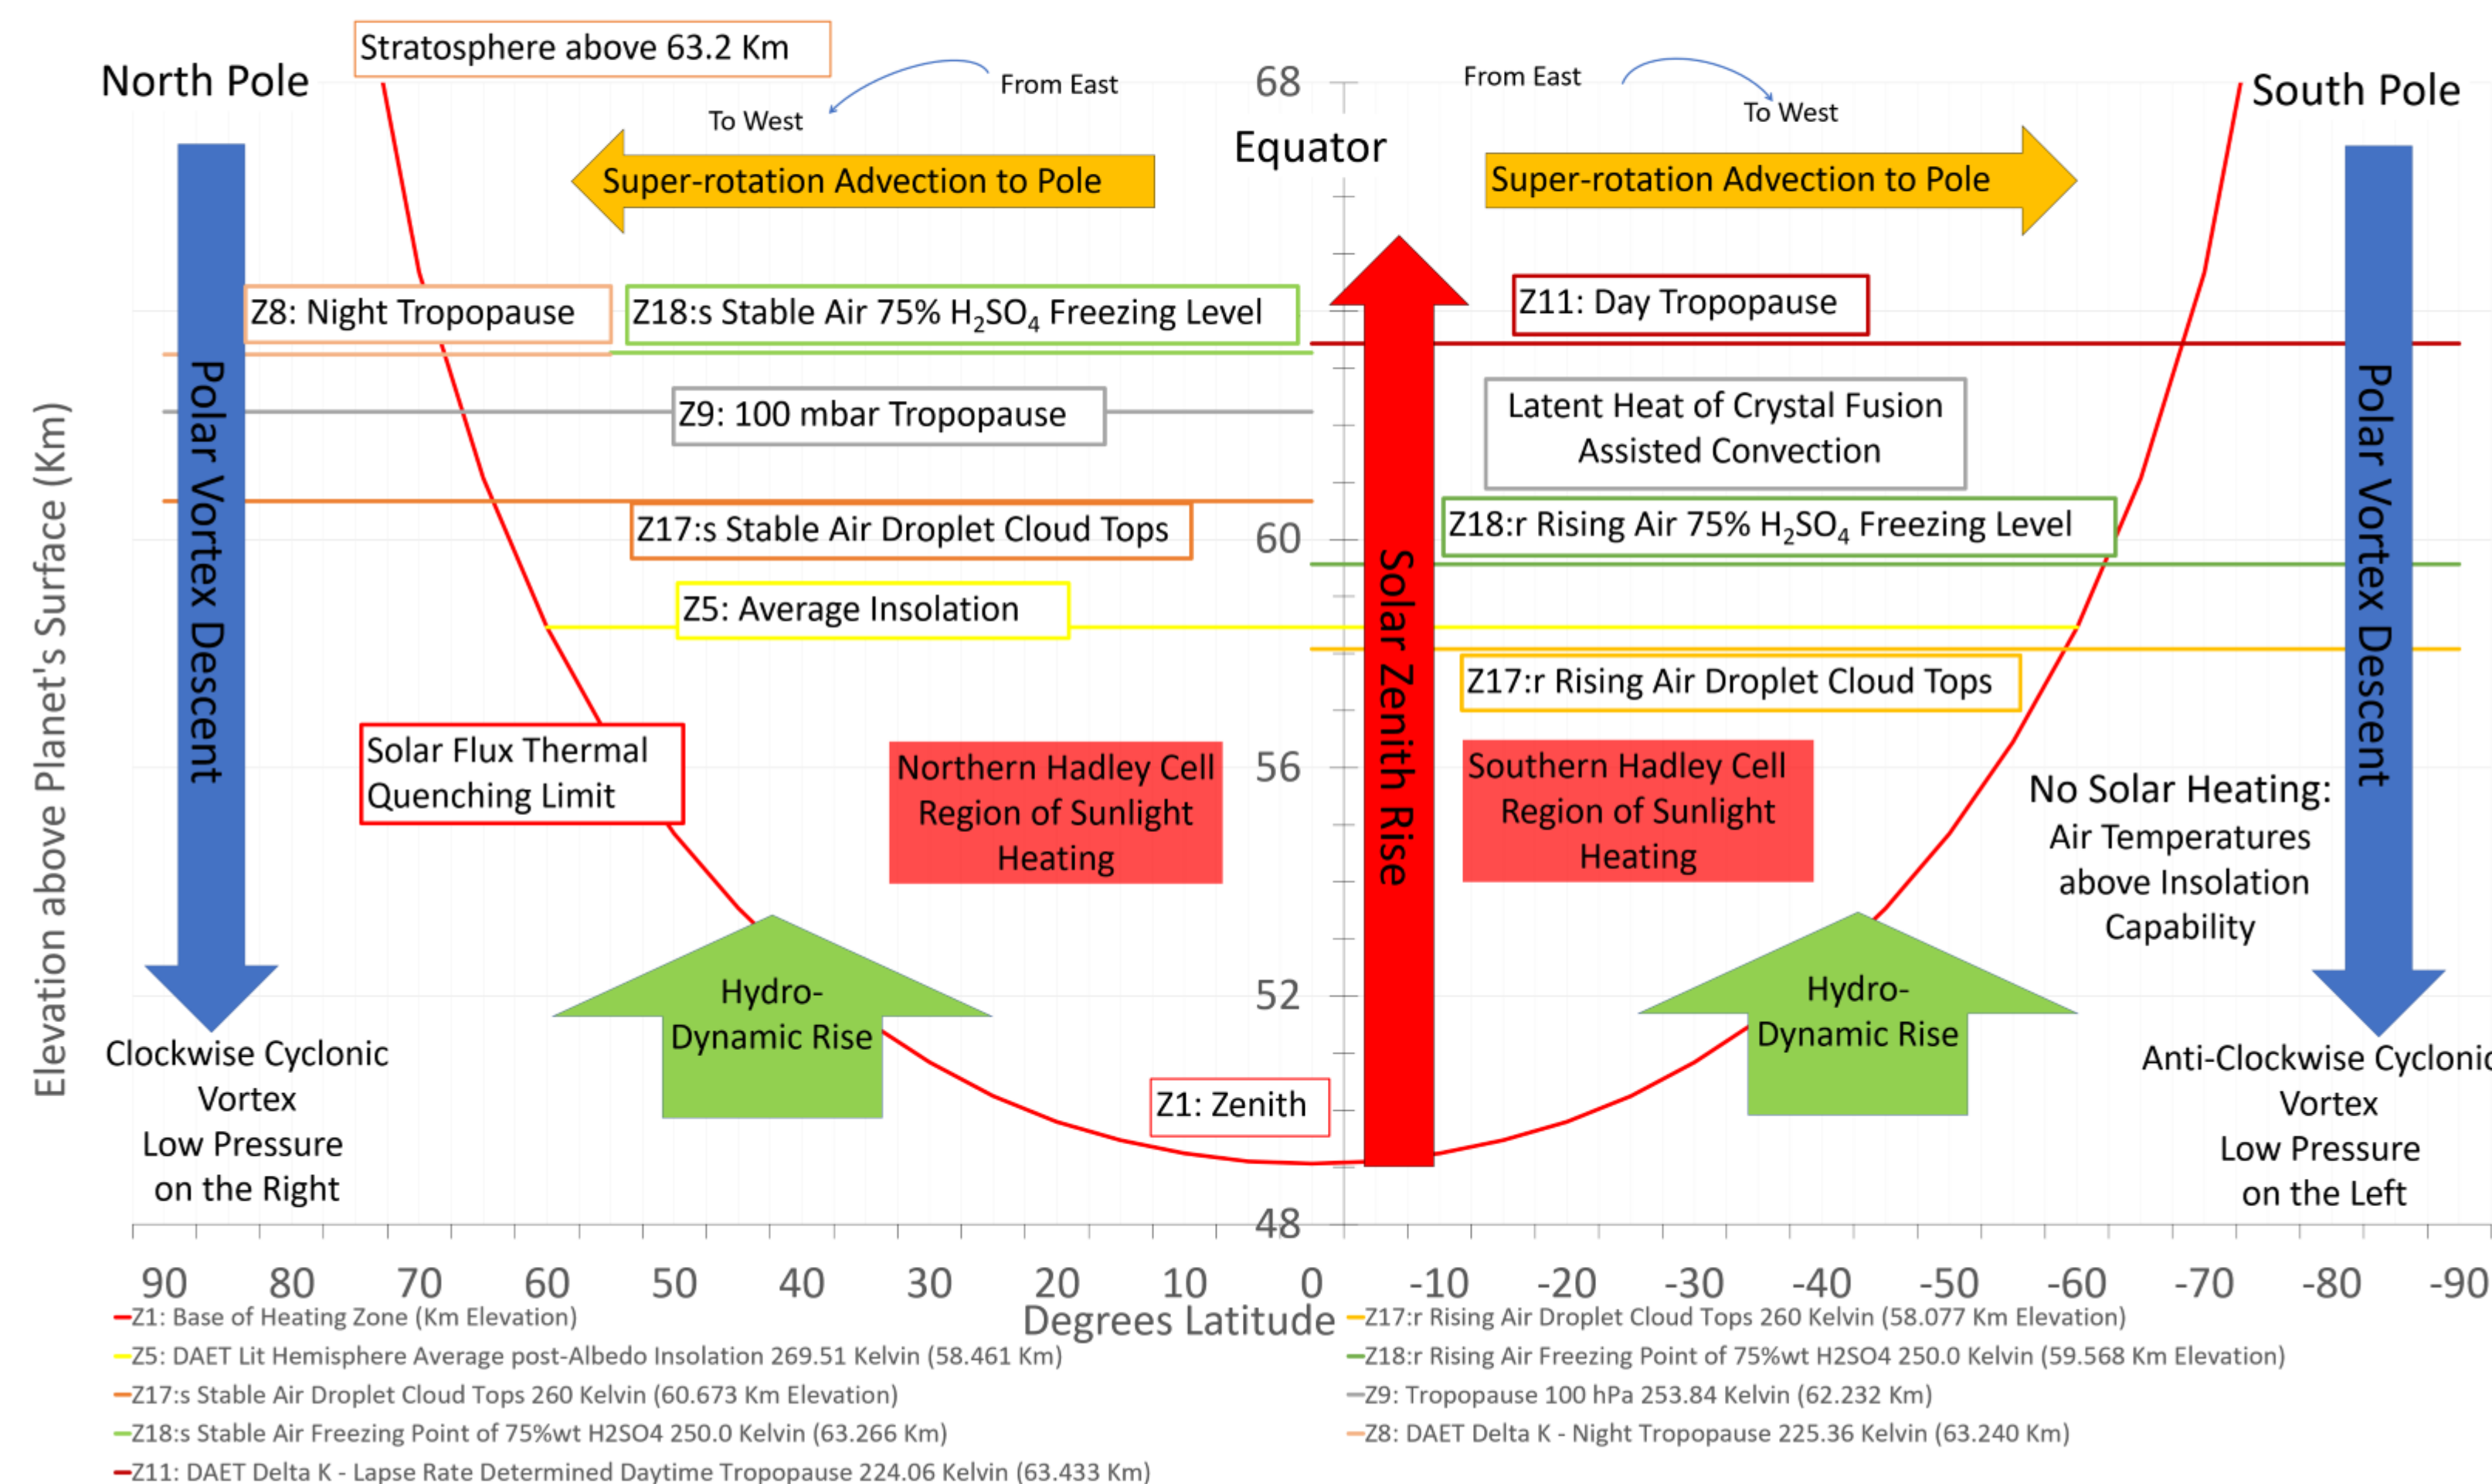 Stratosphere above 63.2 Km
North Pole
From East
To West
68
From East
To West
South Pole
Equator
Super-rotation Advection to Pole
Super-rotation Advection to Pole
Z8: Night Tropopause
Z18:s Stable Air 75% H₂SO₄ Freezing Level
Z11: Day Tropopause
Z9: 100 mbar Tropopause
Latent Heat of Crystal Fusion
Assisted Convection
Z17:s Stable Air Droplet Cloud Tops
60
Z18:r Rising Air 75% H₂SO₄ Freezing Level
Z5: Average Insolation
Z17:r Rising Air Droplet Cloud Tops
Polar Vortex Descent
Solar Zenith Rise
Polar Vortex Descent
Elevation above Planet's Surface (Km)
Solar Flux Thermal
Quenching Limit
Northern Hadley Cell
Region of Sunlight
Heating
56
Southern Hadley Cell
Region of Sunlight
Heating
No Solar Heating:
Air Temperatures
above Insolation
Capability
Hydro-
Dynamic Rise
52
Hydro-
Dynamic Rise
Clockwise Cyclonic
Vortex
Low Pressure
on the Right
Z1: Zenith
Anti-Clockwise Cyclonic
Vortex
Low Pressure
on the Left
48
90 80 70 60 50 40 30 20 10 0 -10 -20 -30 -40 -50 -60 -70 -80 -90
Degrees Latitude
Z1: Base of Heating Zone (Km Elevation)
Z17:r Rising Air Droplet Cloud Tops 260 Kelvin (58.077 Km Elevation)
Z5: DAET Lit Hemisphere Average post-Albedo Insolation 269.51 Kelvin (58.461 Km)
Z18:r Rising Air Freezing Point of 75%wt H2SO4 250.0 Kelvin (59.568 Km Elevation)
Z17:s Stable Air Droplet Cloud Tops 260 Kelvin (60.673 Km Elevation)
Z9: Tropopause 100 hPa 253.84 Kelvin (62.232 Km)
Z18:s Stable Air Freezing Point of 75%wt H2SO4 250.0 Kelvin (63.266 Km)
Z8: DAET Delta K - Night Tropopause 225.36 Kelvin (63.240 Km)
Z11: DAET Delta K - Lapse Rate Determined Daytime Tropopause 224.06 Kelvin (63.433 Km)